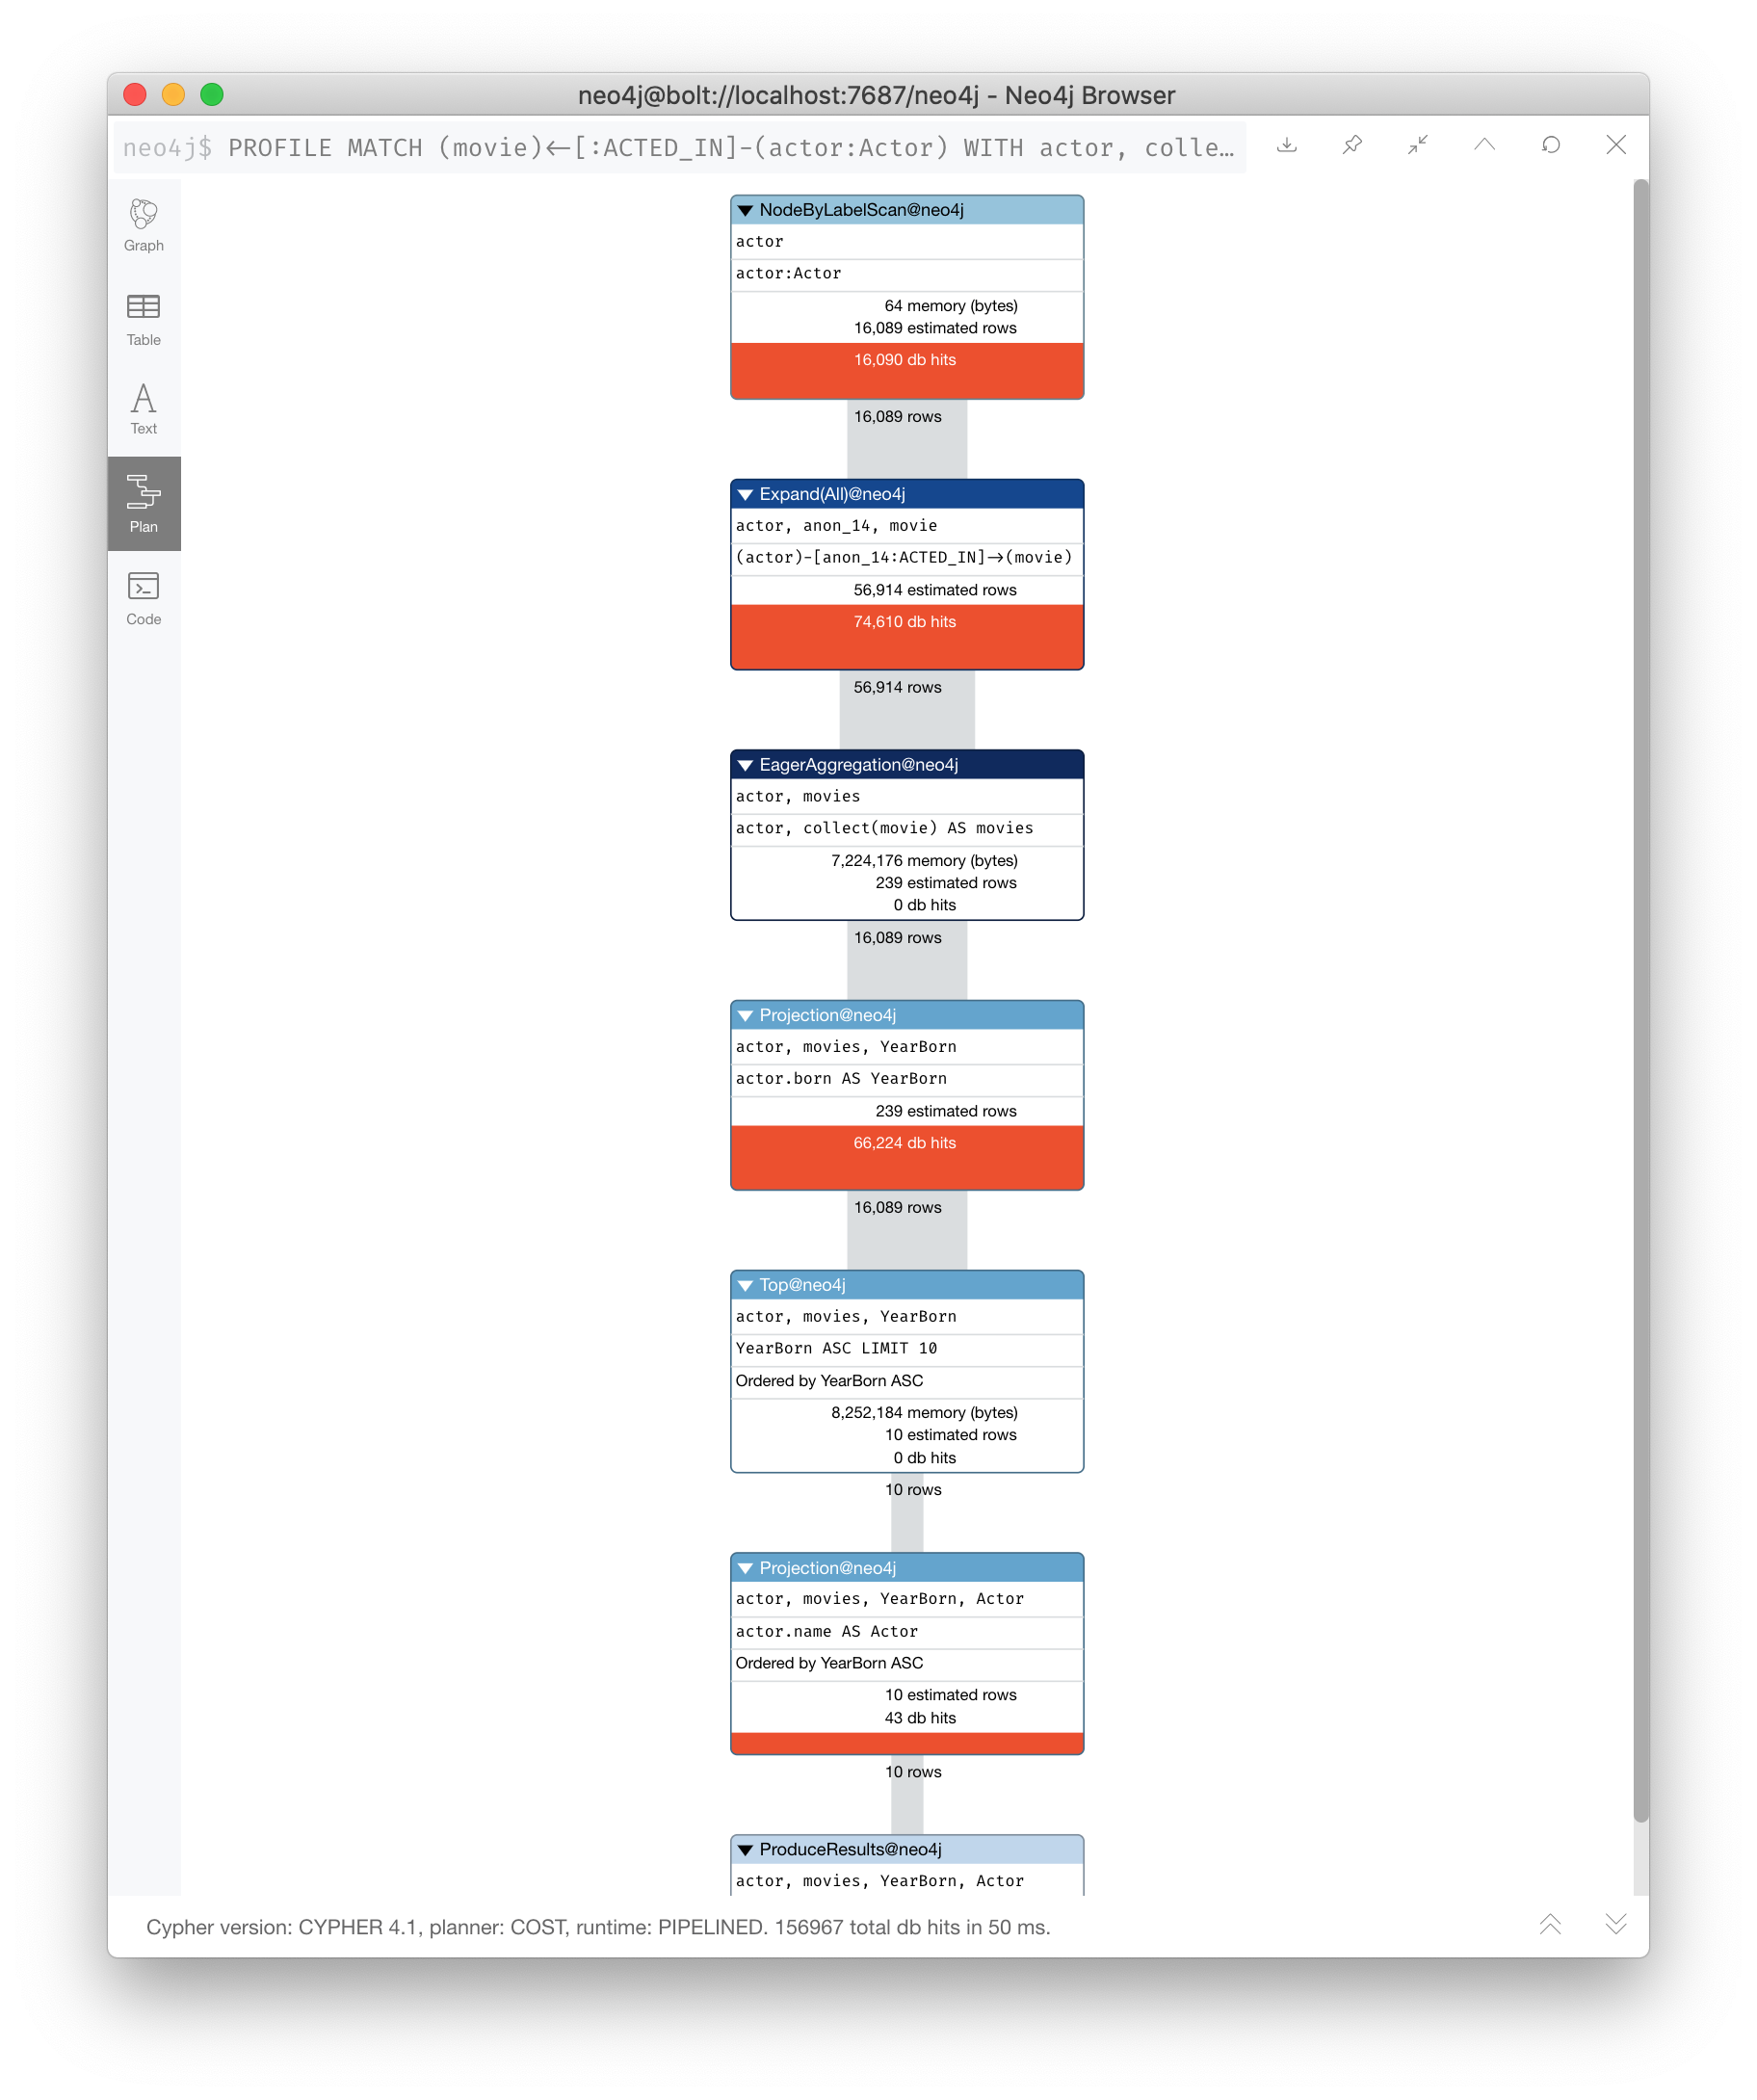 neo4j@bolt://localhost:7687/neo4j - Neo4j Browser
neo4j$ PROFILE MATCH (movie)<-[:ACTED_IN]-(actor:Actor) WITH actor, colle…
Graph
Table
Text
Plan
Code
NodeByLabelScan@neo4j
actor
actor:Actor
64 memory (bytes)
16,089 estimated rows
16,090 db hits
16,089 rows
Expand(All)@neo4j
actor, anon_14, movie
(actor)-[anon_14:ACTED_IN]->(movie)
56,914 estimated rows
74,610 db hits
56,914 rows
EagerAggregation@neo4j
actor, movies
actor, collect(movie) AS movies
7,224,176 memory (bytes)
239 estimated rows
0 db hits
16,089 rows
Projection@neo4j
actor, movies, YearBorn
actor.born AS YearBorn
239 estimated rows
66,224 db hits
16,089 rows
Top@neo4j
actor, movies, YearBorn
YearBorn ASC LIMIT 10
Ordered by YearBorn ASC
8,252,184 memory (bytes)
10 estimated rows
0 db hits
10 rows
Projection@neo4j
actor, movies, YearBorn, Actor
actor.name AS Actor
Ordered by YearBorn ASC
10 estimated rows
43 db hits
10 rows
ProduceResults@neo4j
actor, movies, YearBorn, Actor
Cypher version: CYPHER 4.1, planner: COST, runtime: PIPELINED. 156967 total db hits in 50 ms.